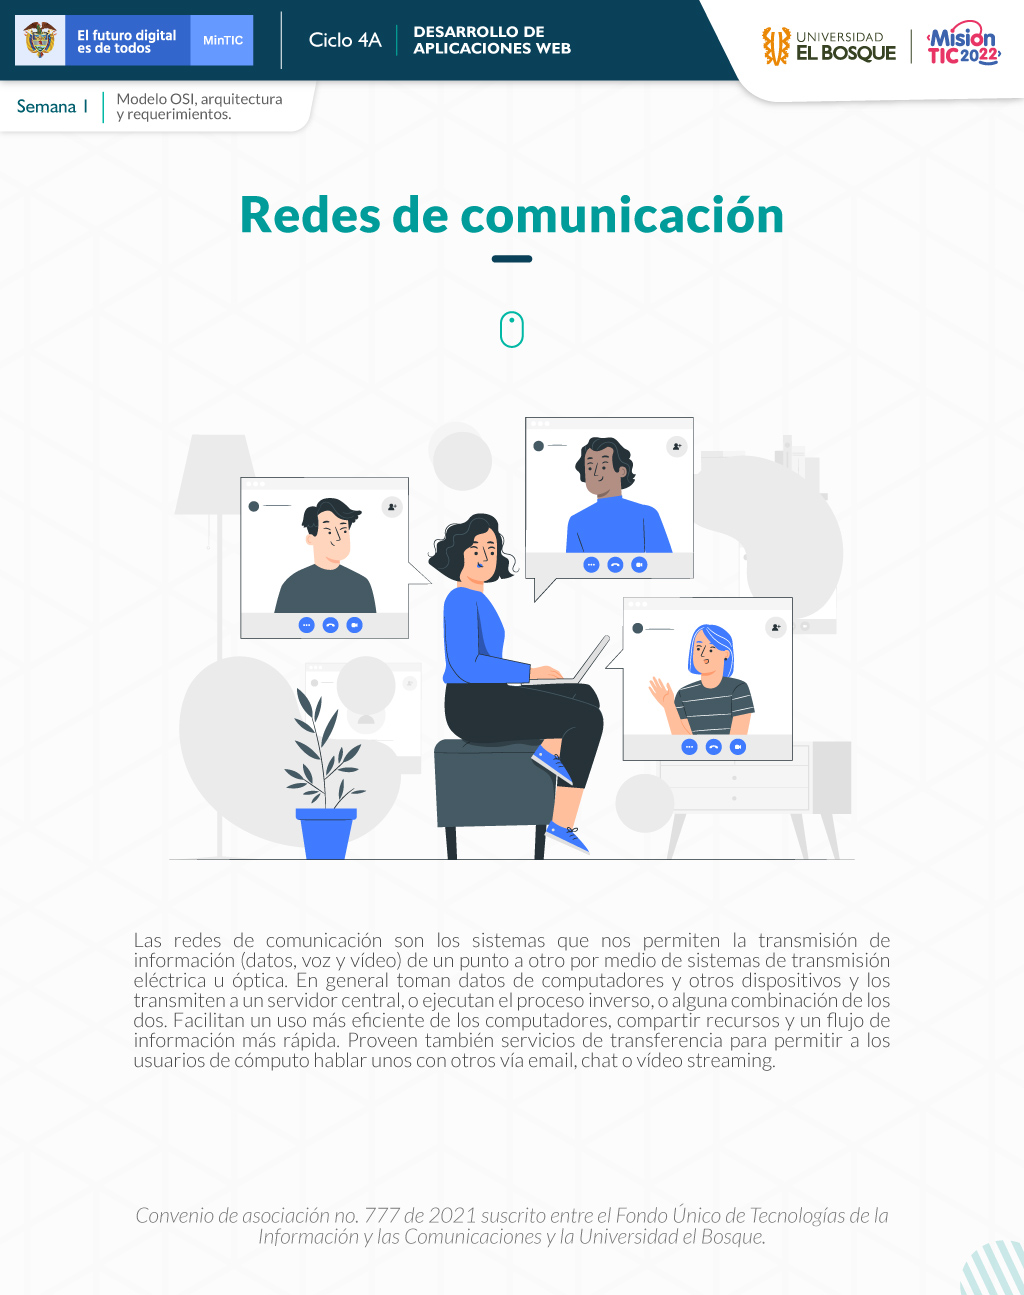 El futuro digital
es de todos
MinTIC
Ciclo 4A
DESARROLLO DE
APLICACIONES WEB
UNIVERSIDAD
EL BOSQUE
Misión
TIC 2022
Semana 1
Modelo OSI, arquitectura
y requerimientos.
Redes de comunicación
Las redes de comunicación son los sistemas que nos permiten la transmisión de
información (datos, voz y vídeo) de un punto a otro por medio de sistemas de transmisión
eléctrica u óptica. En general toman datos de computadores y otros dispositivos y los
transmiten a un servidor central, o ejecutan el proceso inverso, o alguna combinación de los
dos. Facilitan un uso más eficiente de los computadores, compartir recursos y un flujo de
información más rápida. Proveen también servicios de transferencia para permitir a los
usuarios de cómputo hablar unos con otros vía email, chat o vídeo streaming.
Convenio de asociación no. 777 de 2021 suscrito entre el Fondo Único de Tecnologías de la
Información y las Comunicaciones y la Universidad el Bosque.